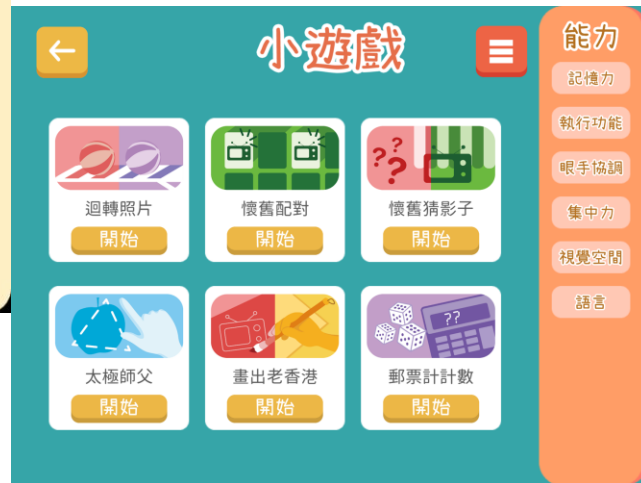 小遊戲
能力
記憶力
執行功能
眼手協調
集中力
視覺空間
語言
迴轉照片
開始
懷舊配對
開始
???
懷舊猜影子
開始
太極師父
開始
畫出老香港
開始
??
郵票計計數
開始